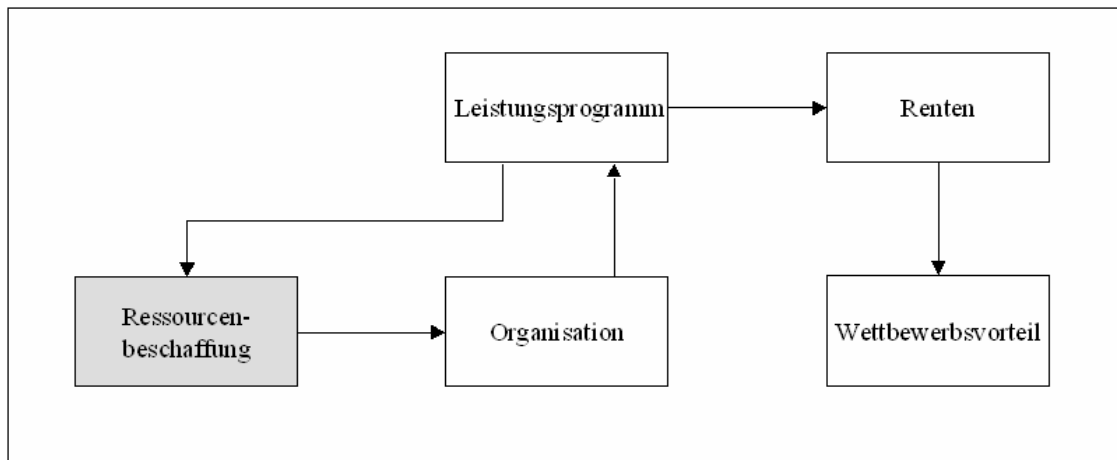 Leistungsprogramm
Renten
Ressourcen-
beschaffung
Organisation
Wettbewerbsvorteil